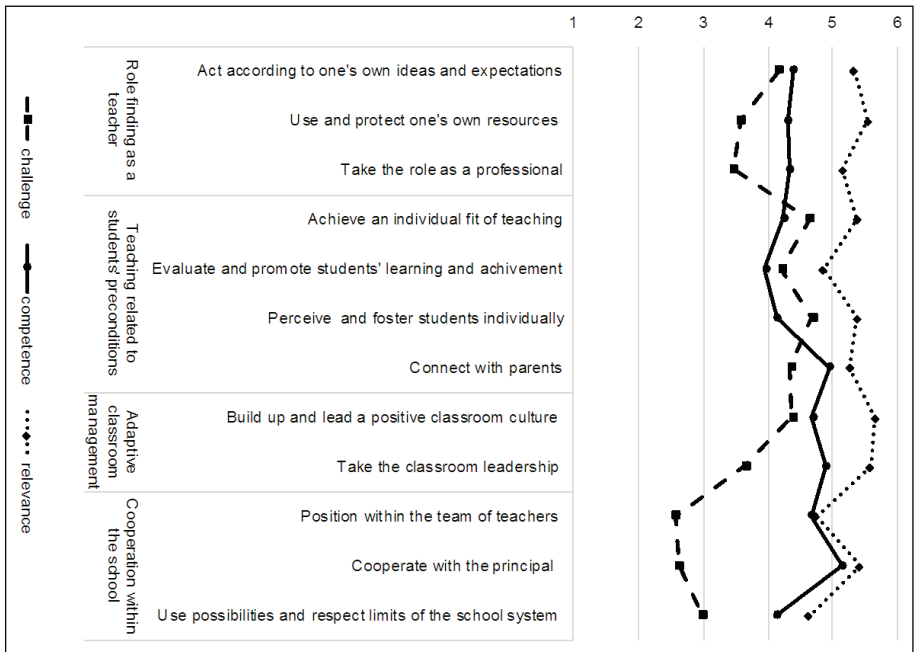 1 2 3 4 5 6
Role finding as a
teacher
Act according to one's own ideas and expectations
Use and protect one's own resources
Take the role as a professional
Teaching related to
students' preconditions
Achieve an individual fit of teaching
Evaluate and promote students' learning and achivement
Perceive and foster students individually
Connect with parents
Adaptive
classroom
management
Build up and lead a positive classroom culture
Take the classroom leadership
Cooperation within
the school
Position within the team of teachers
Cooperate with the principal
Use possibilities and respect limits of the school system
challenge
competence
relevance